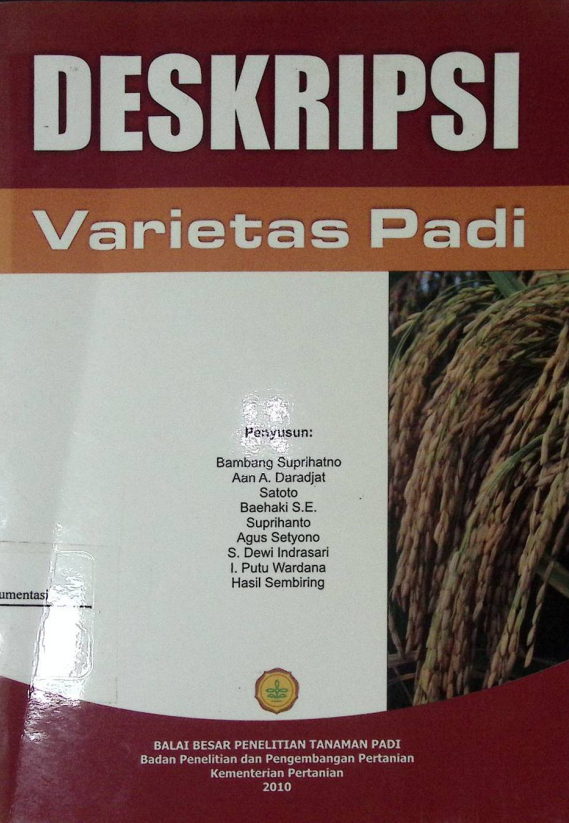 DESKRIPSI
Varietas Padi
Penyusun:
Bambang Suprihatno
Aan A. Daradjat
Satoto
Baehaki S.E.
Suprihanto
Agus Setyono
S. Dewi Indrasari
I. Putu Wardana
Hasil Sembiring
umentasi
BALAI BESAR PENELITIAN TANAMAN PADI
Badan Penelitian dan Pengembangan Pertanian
Kementerian Pertanian
2010